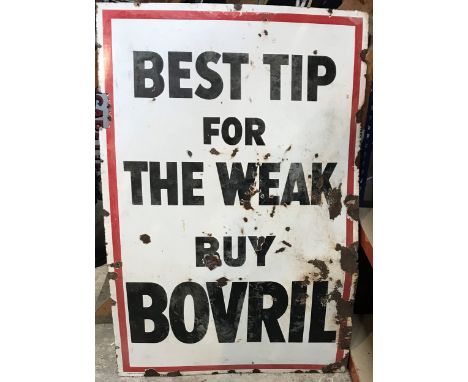 BEST TIP
FOR
THE WEAK
BUY
BOVRIL